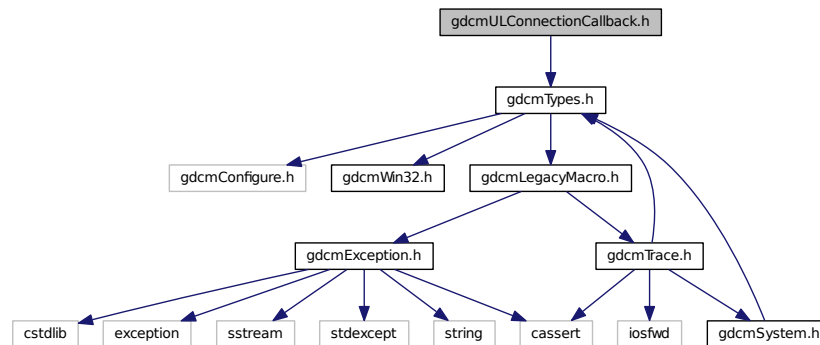 gdcmULConnectionCallback.h
gdcmTypes.h
gdcmConfigure.h
gdcmWin32.h
gdcmLegacyMacro.h
gdcmException.h
gdcmTrace.h
cstdlib
exception
sstream
stdexcept
string
cassert
iosfwd
gdcmSystem.h